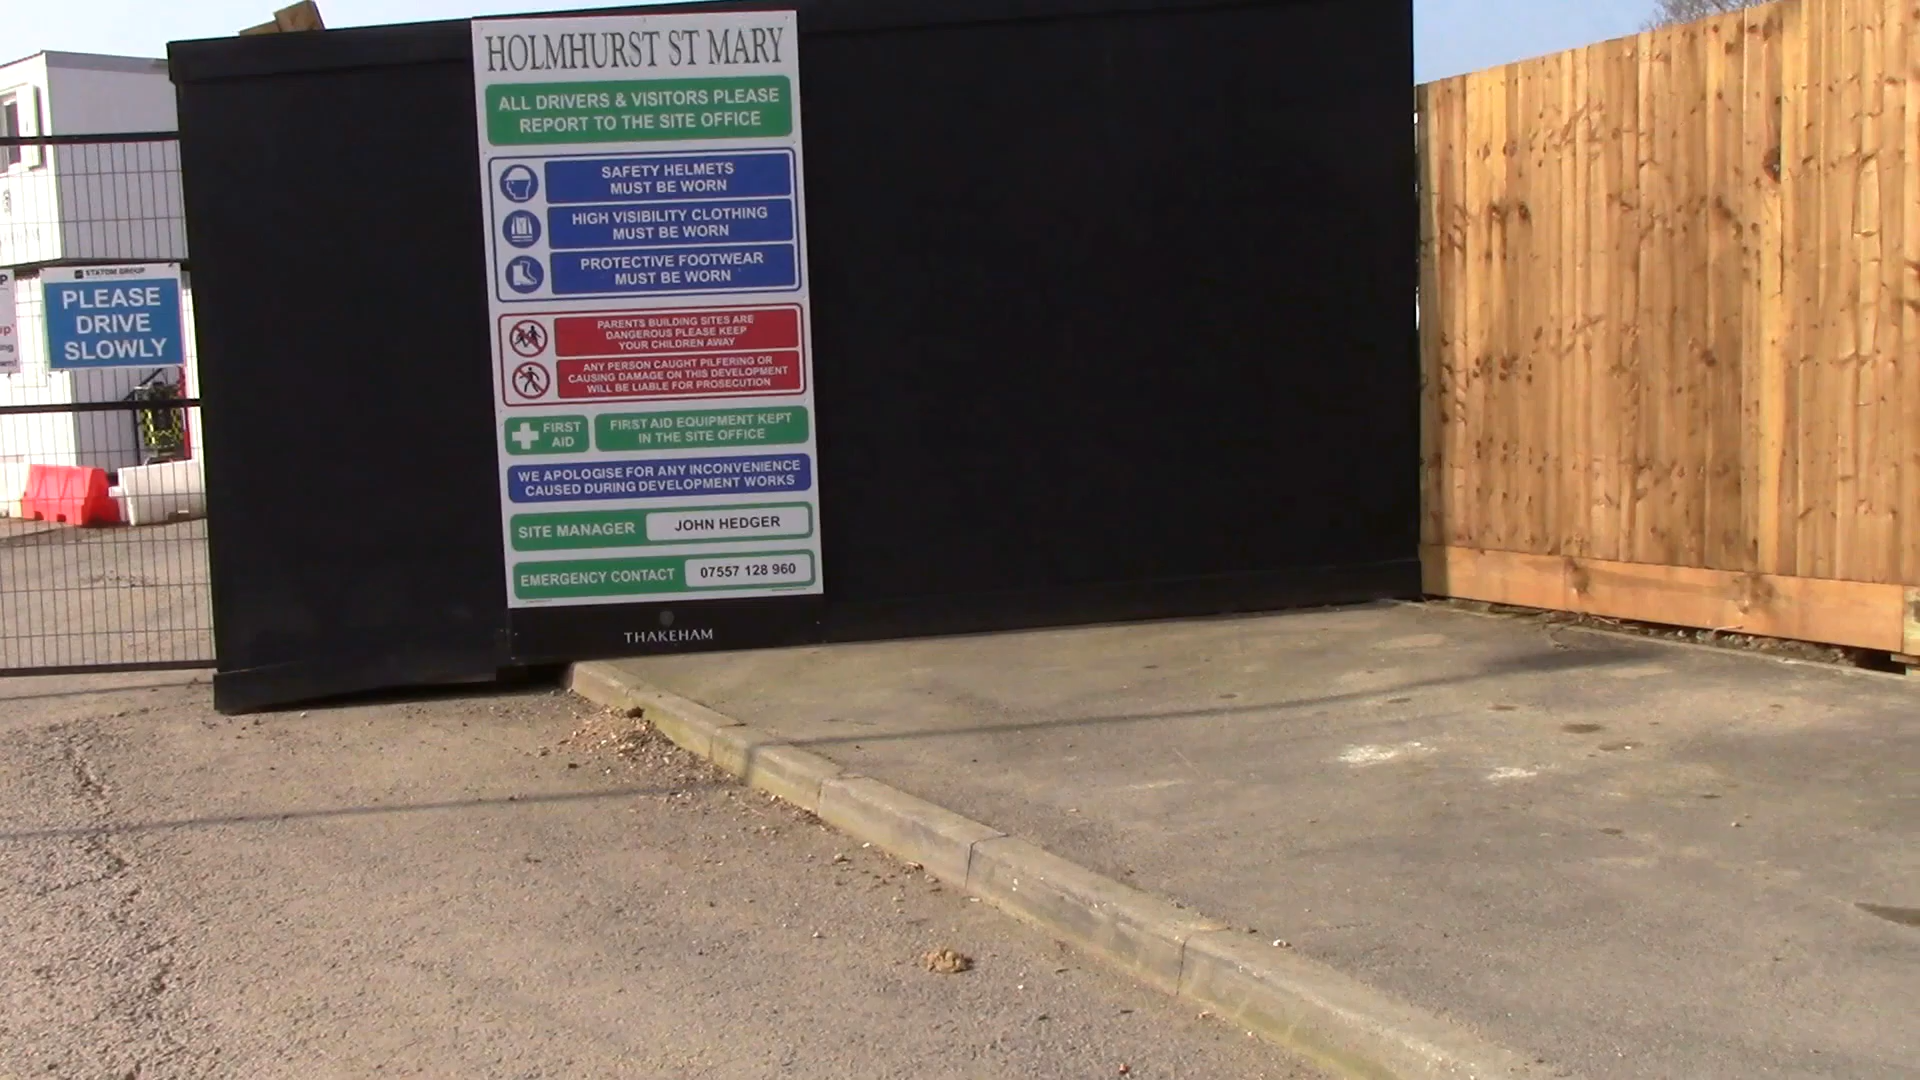 HOLMHURST ST MARY
ALL DRIVERS & VISITORS PLEASE
REPORT TO THE SITE OFFICE
SAFETY HELMETS
MUST BE WORN
HIGH VISIBILITY CLOTHING
MUST BE WORN
PROTECTIVE FOOTWEAR
MUST BE WORN
PARENTS BUILDING SITES ARE
DANGEROUS PLEASE KEEP
YOUR CHILDREN AWAY
ANY PERSON CAUGHT PILFERING OR
CAUSING DAMAGE ON THIS DEVELOPMENT
WILL BE LIABLE FOR PROSECUTION
FIRST
AID
FIRST AID EQUIPMENT KEPT
IN THE SITE OFFICE
WE APOLOGISE FOR ANY INCONVENIENCE
CAUSED DURING DEVELOPMENT WORKS
SITE MANAGER JOHN HEDGER
EMERGENCY CONTACT 07557 128 960
THAKEHAM
STATOM GROUP
PLEASE
DRIVE
SLOWLY